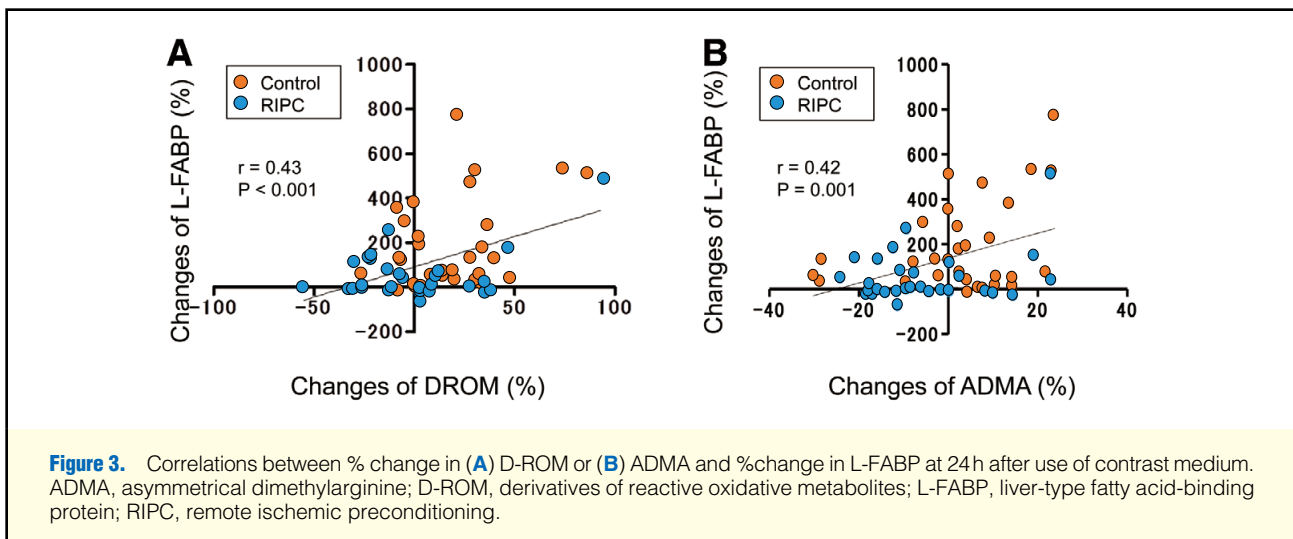 A
Control
RIPC
r = 0.43
P < 0.001
1000
800
600
400
200
-200
-100
-50
50
100
Changes of L-FABP (%)
Changes of DROM (%)
B
Control
RIPC
r = 0.42
P = 0.001
1000
800
600
400
200
-200
-40
-20
0
20
40
Changes of L-FABP (%)
Changes of ADMA (%)
Figure 3. Correlations between % change in (A) D-ROM or (B) ADMA and %change in L-FABP at 24 h after use of contrast medium.
ADMA, asymmetrical dimethylarginine; D-ROM, derivatives of reactive oxidative metabolites; L-FABP, liver-type fatty acid-binding
protein; RIPC, remote ischemic preconditioning.